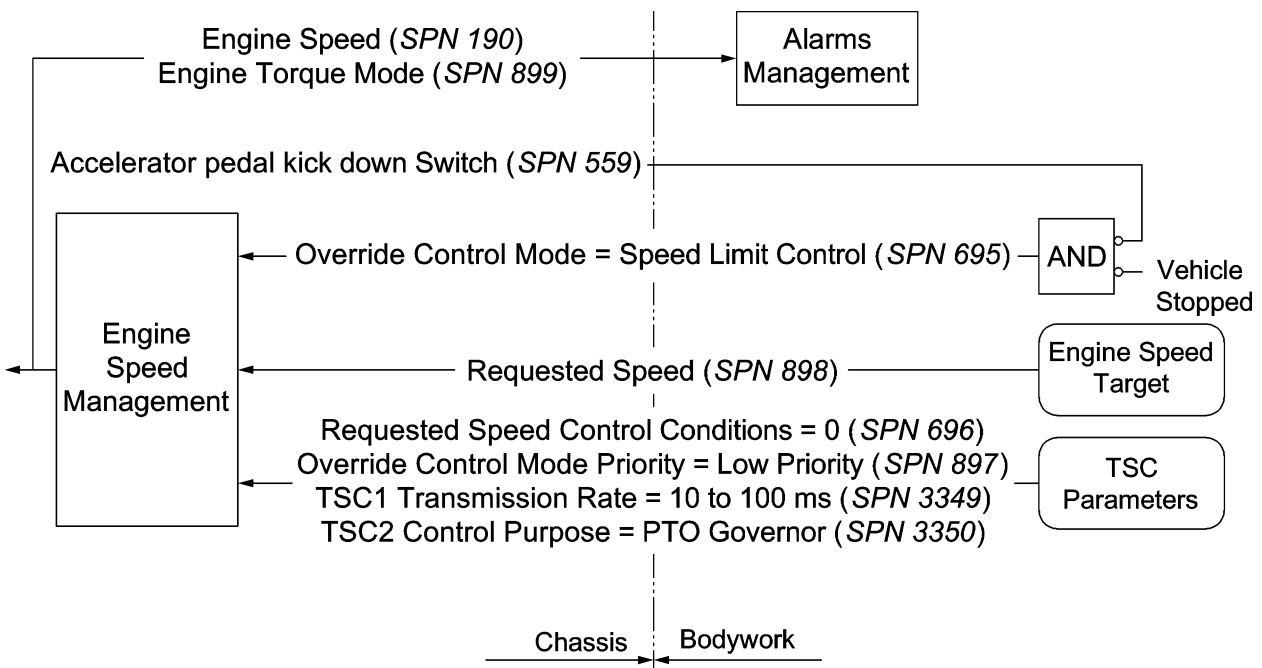 Engine Speed (SPN 190)
Engine Torque Mode (SPN 899)
Alarms
Management
Accelerator pedal kick down Switch (SPN 559)
Override Control Mode = Speed Limit Control (SPN 695)
AND
Vehicle
Stopped
Engine
Speed
Management
Requested Speed (SPN 898)
Engine Speed
Target
Requested Speed Control Conditions = 0 (SPN 696)
Override Control Mode Priority = Low Priority (SPN 897)
TSC1 Transmission Rate = 10 to 100 ms (SPN 3349)
TSC2 Control Purpose = PTO Governor (SPN 3350)
TSC
Parameters
Chassis
Bodywork